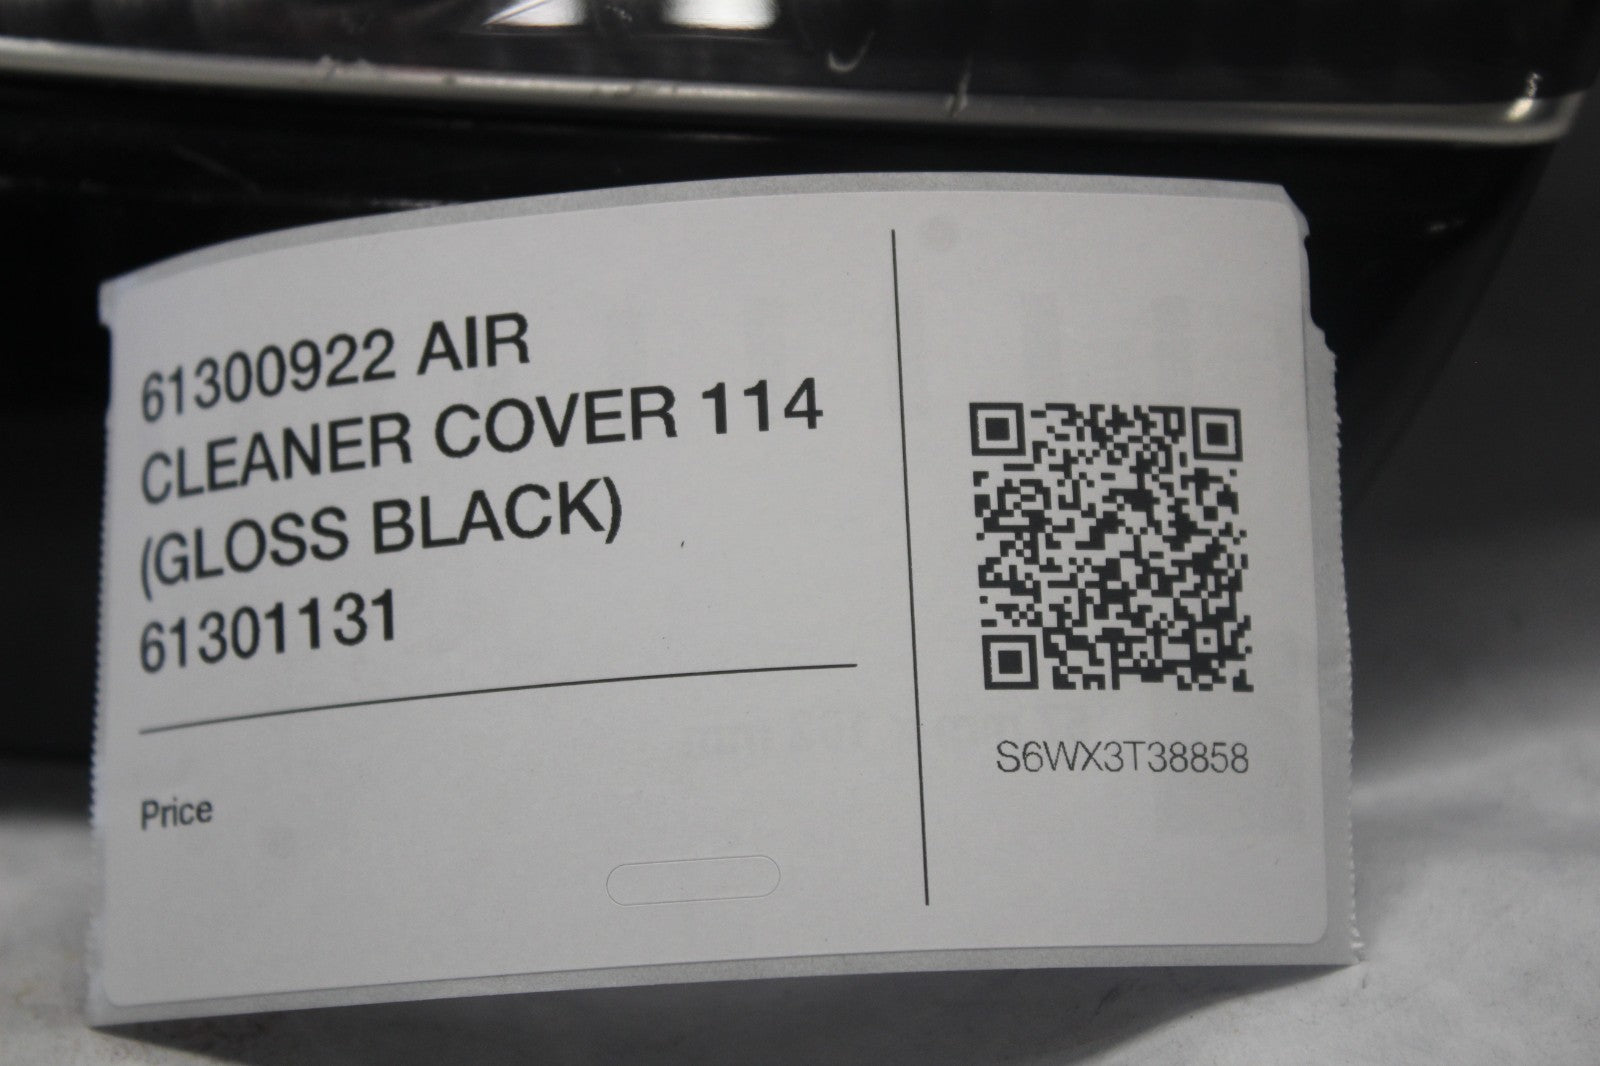 61300922 AIR
CLEANER COVER 114
(GLOSS BLACK)
61301131
Price
S6WX3T38858